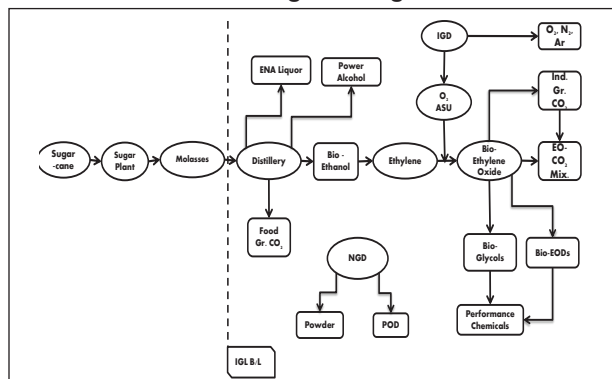 IGD
O₂, N₂,
Ar
ENA Liquor
Power
Alcohol
O₂
ASU
Ind.
Gr.
CO₂
Sugar
-cane
Sugar
Plant
Molasses
Distillery
Bio -
Ethanol
Ethylene
Bio-
Ethylene
Oxide
EO-
CO₂
Mix.
Food
Gr. CO₂
NGD
Bio-
Glycols
Bio-EODs
Powder
POD
Performance
Chemicals
IGL B/L